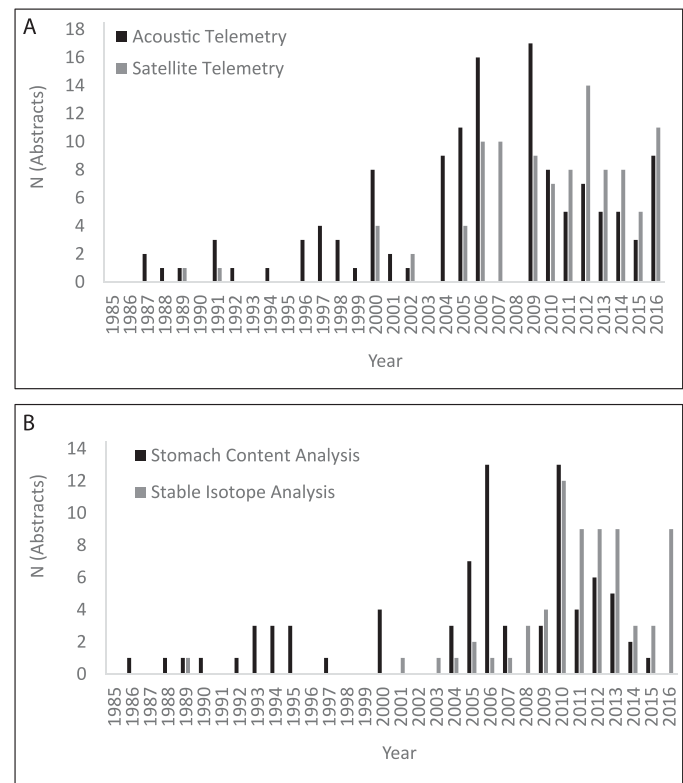 A
Acoustic Telemetry
Satellite Telemetry
N (Abstracts)
18
16
14
12
10
8
6
4
2
0
1985 1986 1987 1988 1989 1990 1991 1992 1993 1994 1995 1996 1997 1998 1999 2000 2001 2002 2003 2004 2005 2006 2007 2008 2009 2010 2011 2012 2013 2014 2015 2016
Year
B
Stomach Content Analysis
Stable Isotope Analysis
N (Abstracts)
14
12
10
8
6
4
2
0
1985 1986 1987 1988 1989 1990 1991 1992 1993 1994 1995 1996 1997 1998 1999 2000 2001 2002 2003 2004 2005 2006 2007 2008 2009 2010 2011 2012 2013 2014 2015 2016
Year